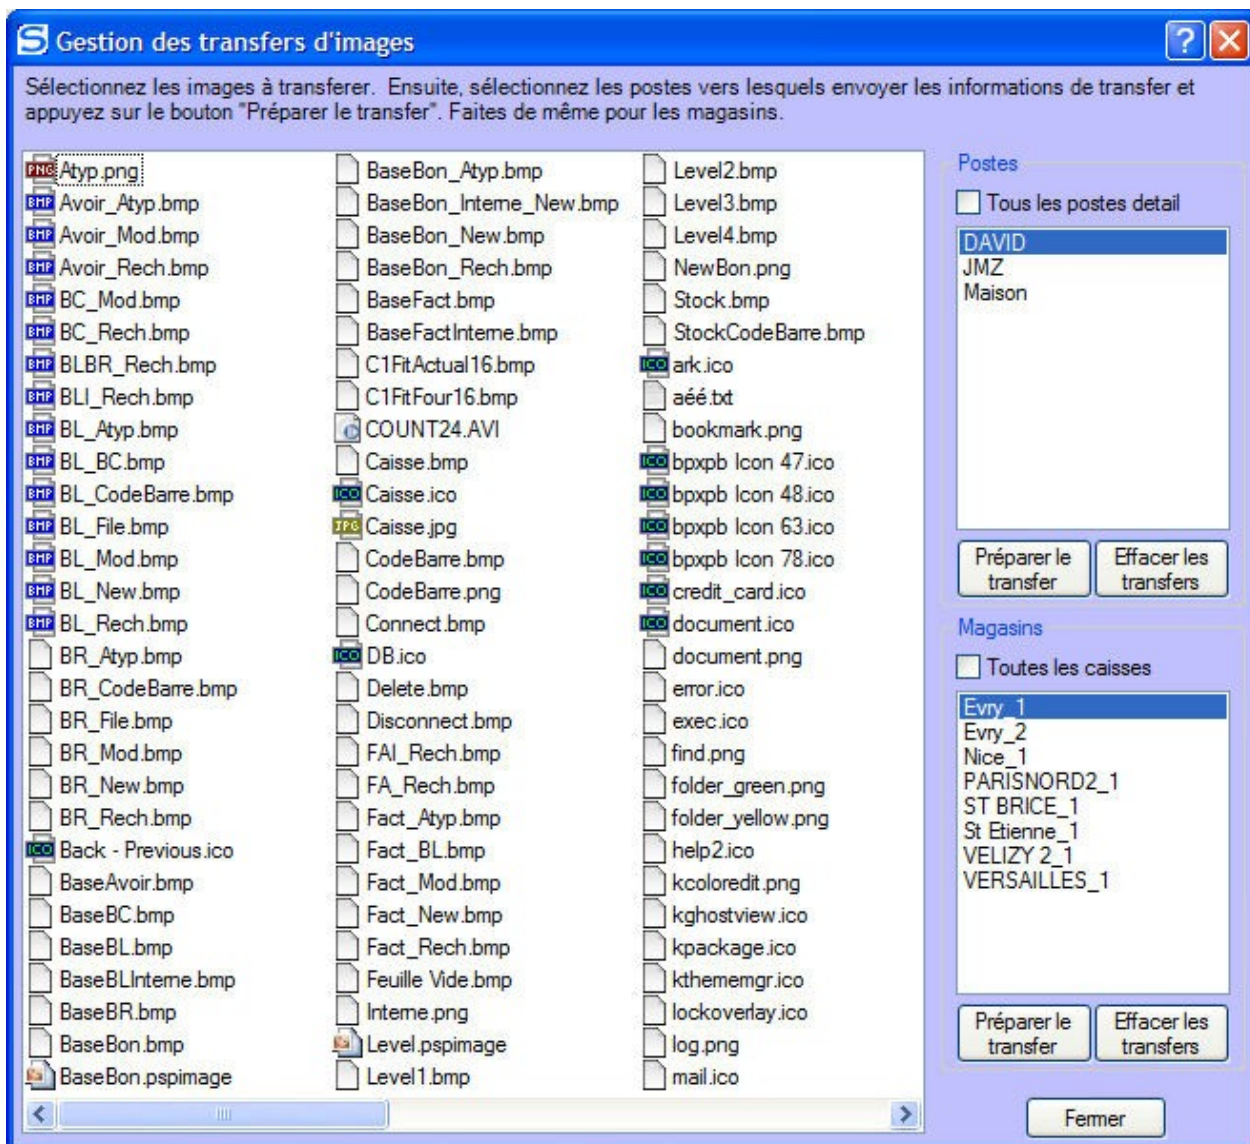 Gestion des transfers d'images
Sélectionnez les images à transferer.  Ensuite, sélectionnez les postes vers lesquels envoyer les informations de transfer et
appuyez sur le bouton "Préparer le transfer". Faites de même pour les magasins.
Atyp.png
Avoir_Atyp.bmp
Avoir_Mod.bmp
Avoir_Rech.bmp
BC_Mod.bmp
BC_Rech.bmp
BLBR_Rech.bmp
BLI_Rech.bmp
BL_Atyp.bmp
BL_BC.bmp
BL_CodeBarre.bmp
BL_File.bmp
BL_Mod.bmp
BL_New.bmp
BL_Rech.bmp
BR_Atyp.bmp
BR_CodeBarre.bmp
BR_File.bmp
BR_Mod.bmp
BR_New.bmp
BR_Rech.bmp
Back - Previous.ico
BaseAvoir.bmp
BaseBC.bmp
BaseBL.bmp
BaseBLInterne.bmp
BaseBR.bmp
BaseBon.bmp
BaseBon.pspimage
BaseBon_Atyp.bmp
BaseBon_Interne_New.bmp
BaseBon_New.bmp
BaseBon_Rech.bmp
BaseFact.bmp
BaseFactInterne.bmp
C1FitActual16.bmp
C1FitFour16.bmp
COUNT24.AVI
Caisse.bmp
Caisse.ico
Caisse.jpg
CodeBarre.bmp
CodeBarre.png
Connect.bmp
DB.ico
Delete.bmp
Disconnect.bmp
FAI_Rech.bmp
FA_Rech.bmp
Fact_Atyp.bmp
Fact_BL.bmp
Fact_Mod.bmp
Fact_New.bmp
Fact_Rech.bmp
Feuille Vide.bmp
Interne.png
Level.pspimage
Level1.bmp
Level2.bmp
Level3.bmp
Level4.bmp
NewBon.png
Stock.bmp
StockCodeBarre.bmp
ark.ico
aéé.txt
bookmark.png
bpxpb Icon 47.ico
bpxpb Icon 48.ico
bpxpb Icon 63.ico
bpxpb Icon 78.ico
credit_card.ico
document.ico
document.png
error.ico
exec.ico
find.png
folder_green.png
folder_yellow.png
help2.ico
kcoloredit.png
kghostview.ico
kpackage.ico
kthememgr.ico
lockoverlay.ico
log.png
mail.ico
Postes
Tous les postes detail
DAVID
JMZ
Maison
Préparer le
transfer
Effacer les
transfers
Magasins
Toutes les caisses
Evry_1
Evry_2
Nice_1
PARISNORD2_1
ST BRICE_1
St Etienne_1
VELIZY 2_1
VERSAILLES_1
Préparer le
transfer
Effacer les
transfers
Fermer